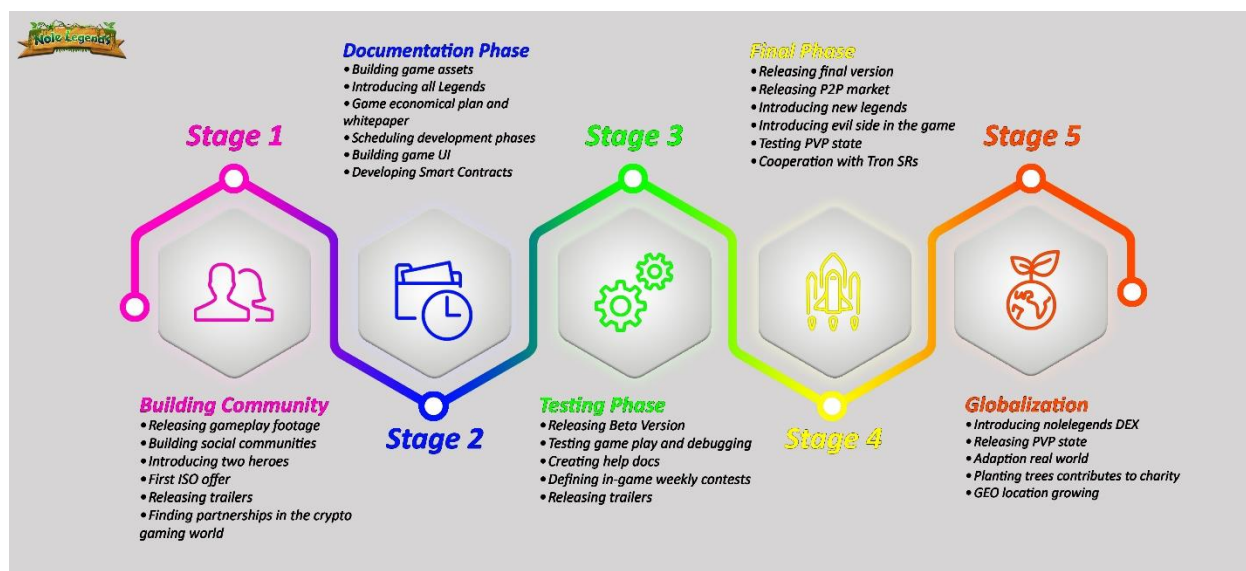 Nole Legends
Stage 1
Building Community
• Releasing gameplay footage
• Building social communities
• Introducing two heroes
• First ISO offer
• Releasing trailers
• Finding partnerships in the crypto
gaming world
Documentation Phase
• Building game assets
• Introducing all Legends
• Game economical plan and
whitepaper
• Scheduling development phases
• Building game UI
• Developing Smart Contracts
Stage 2
Stage 3
Testing Phase
• Releasing Beta Version
• Testing game play and debugging
• Creating help docs
• Defining in-game weekly contests
• Releasing trailers
Final Phase
• Releasing final version
• Releasing P2P market
• Introducing new legends
• Introducing evil side in the game
• Testing PVP state
• Cooperation with Tron SRs
Stage 4
Stage 5
Globalization
• Introducing nolelegends DEX
• Releasing PVP state
• Adaption real world
• Planting trees contributes to charity
• GEO location growing